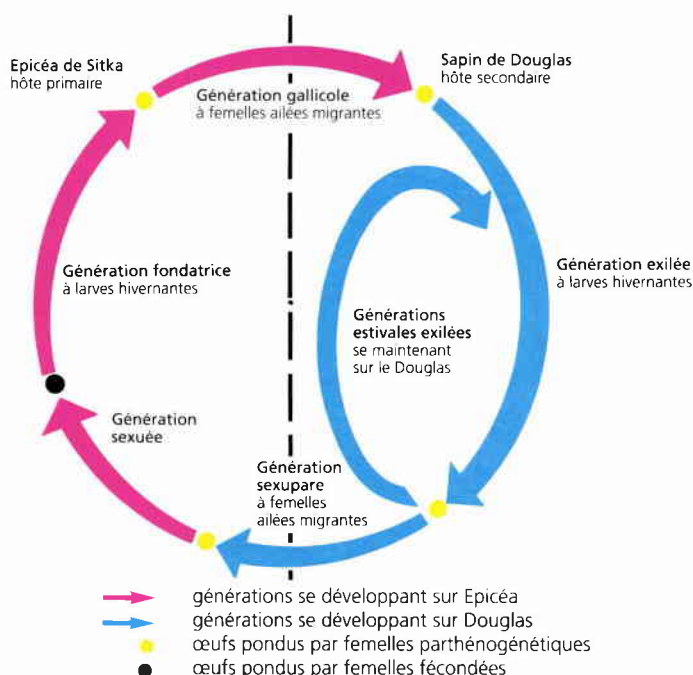 Epicéa de Sitka
hôte primaire
Sapin de Douglas
hôte secondaire
Génération gallicole
à femelles ailées migrantes
Génération fondatrice
à larves hivernantes
Générations
estivales exilées
se maintenant
sur le Douglas
Génération exilée
à larves hivernantes
Génération
sexuée
Génération
sexupare
à femelles
ailées migrantes
générations se développant sur Epicéa
générations se développant sur Douglas
œufs pondus par femelles parthénogénétiques
œufs pondus par femelles fécondées